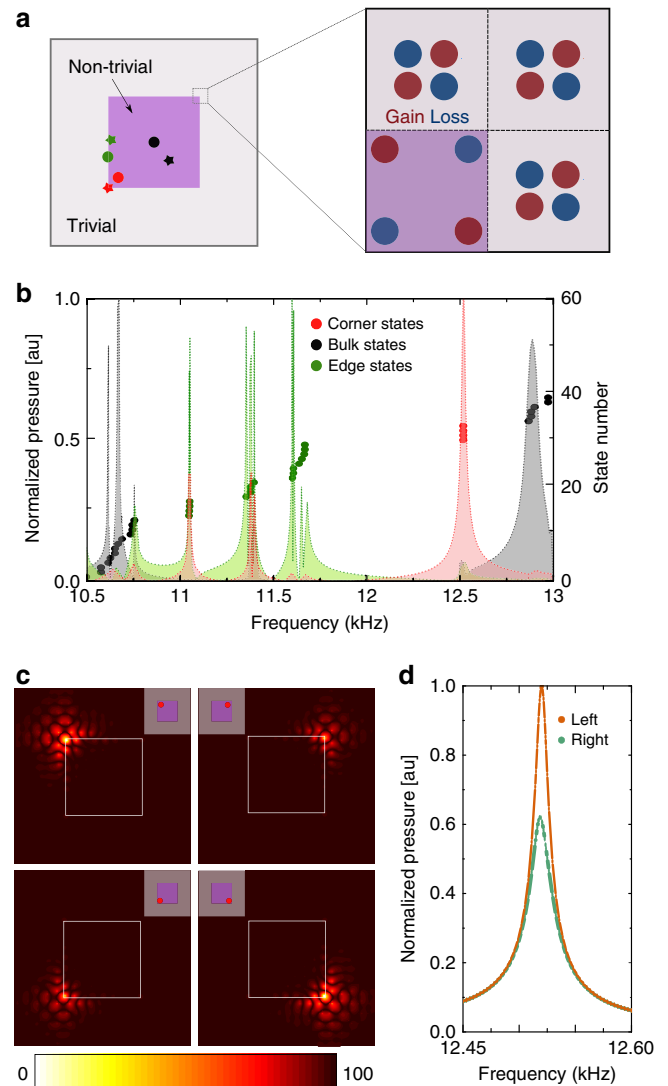 a
Non-trivial
Trivial
Gain Loss
b
Normalized pressure [au]
1.0
0.5
0.0
Corner states
Bulk states
Edge states
State number
60
40
20
0
10.5 11 11.5 12 12.5 13
Frequency (kHz)
c
0 100
d
Normalized pressure [au]
1.0
0.8
0.6
0.4
0.2
0.0
Left
Right
12.45 12.60
Frequency (kHz)